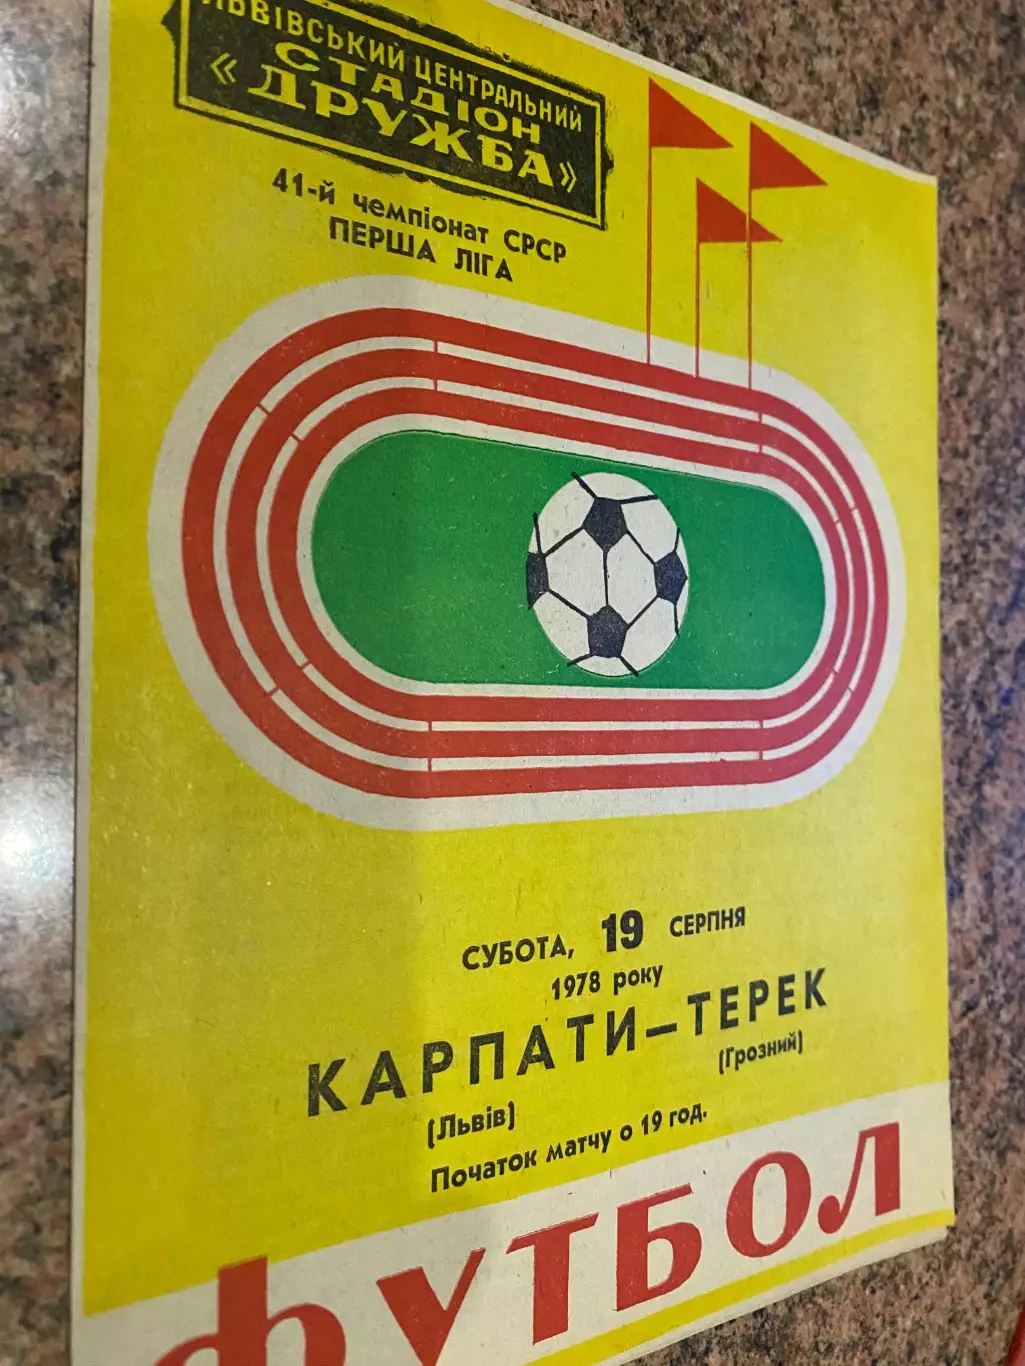 ЛЬВІВСЬКИЙ ЦЕНТРАЛЬНИЙ
СТАДІОН
«ДРУЖБА»
41-й чемпіонат СРСР
ПЕРША ЛІГА
СУБОТА, 19 СЕРПНЯ
1978 року
КАРПАТИ—ТЕРЕК
(Львів) (Грозний)
Початок матчу о 19 год.
ФУТБОЛ